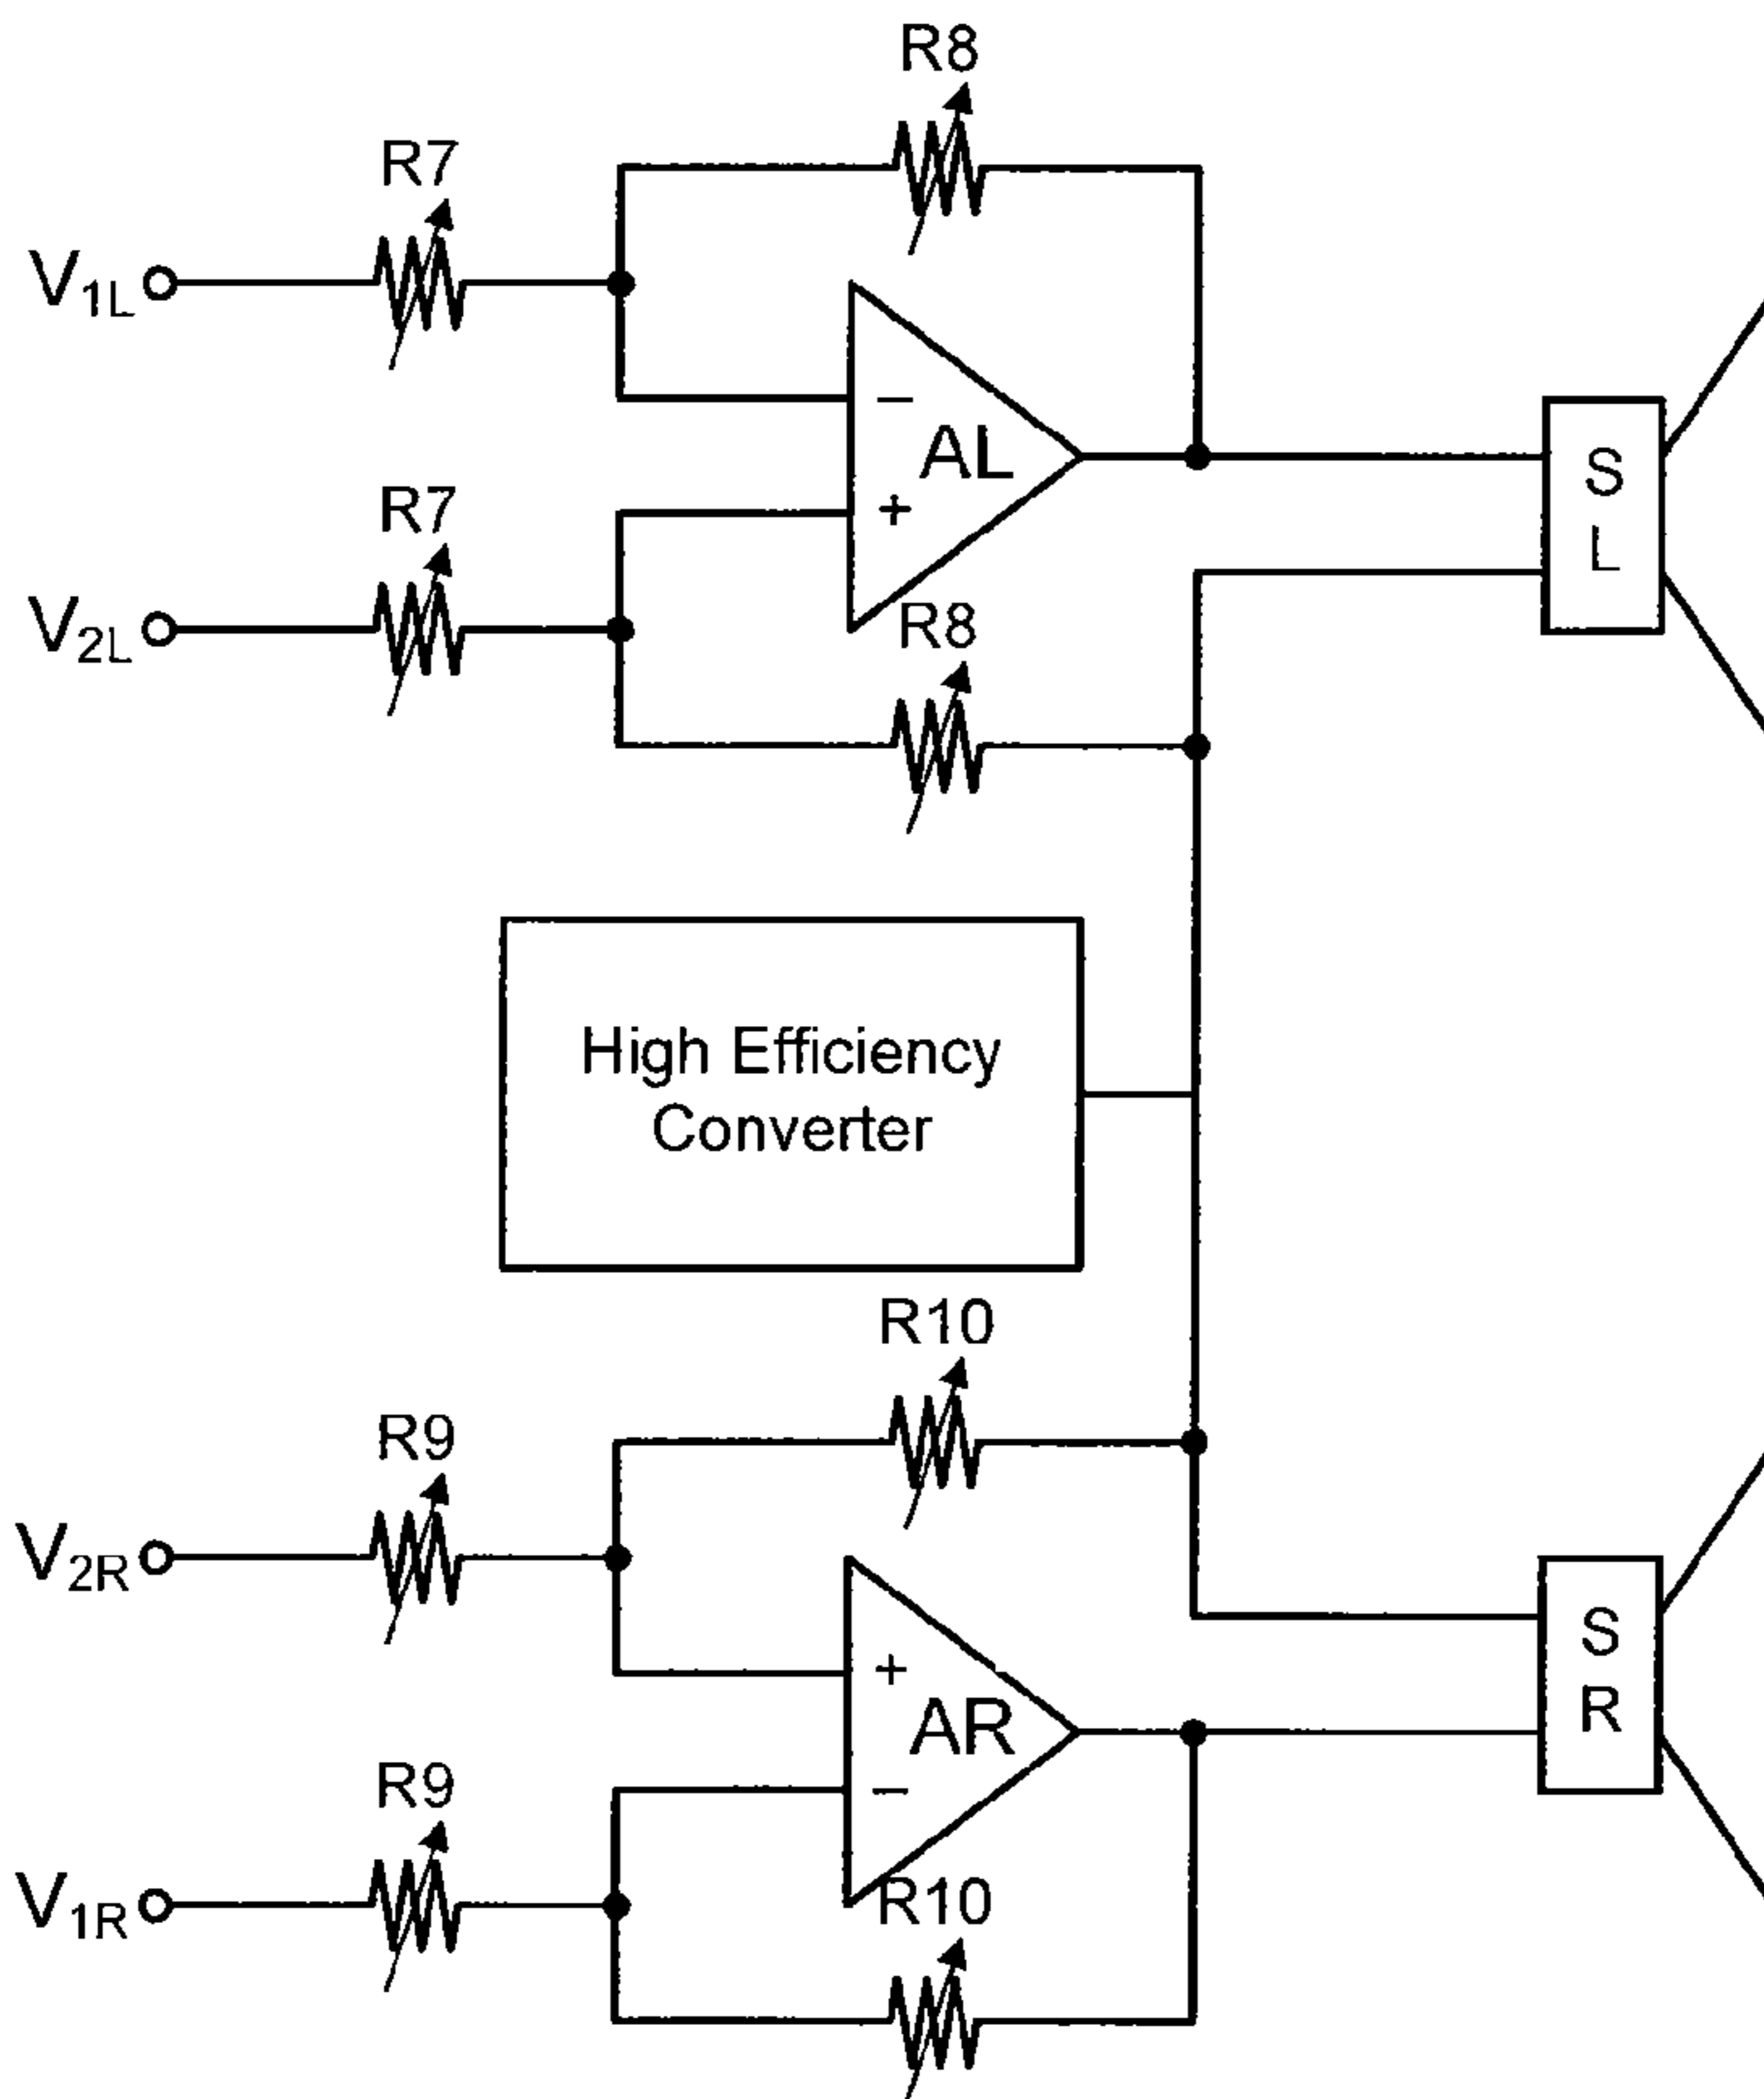 R8
R7
V1L
−
AL
S
L
R7
+
V2L
R8
High Efficiency
Converter
R10
R9
V2R
+
AR
S
R
R9
−
V1R
R10